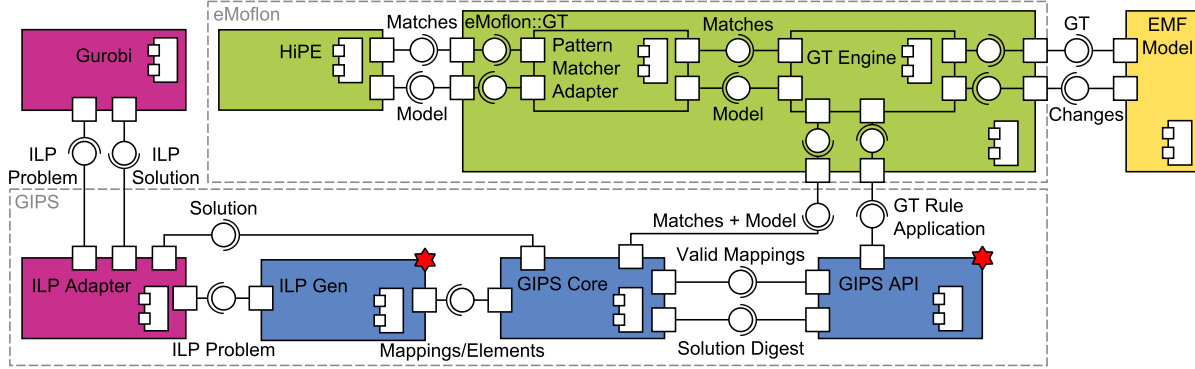 eMoflon
Matches
eMoflon::GT
Matches
GT
EMF
Model
Gurobi
HiPE
Pattern
Matcher
Adapter
GT Engine
Model
Model
Changes
ILP
Problem
ILP
Solution
GIPS
Solution
Matches + Model
GT Rule
Application
Valid Mappings
ILP Adapter
ILP Gen
GIPS Core
GIPS API
ILP Problem
Mappings/Elements
Solution Digest